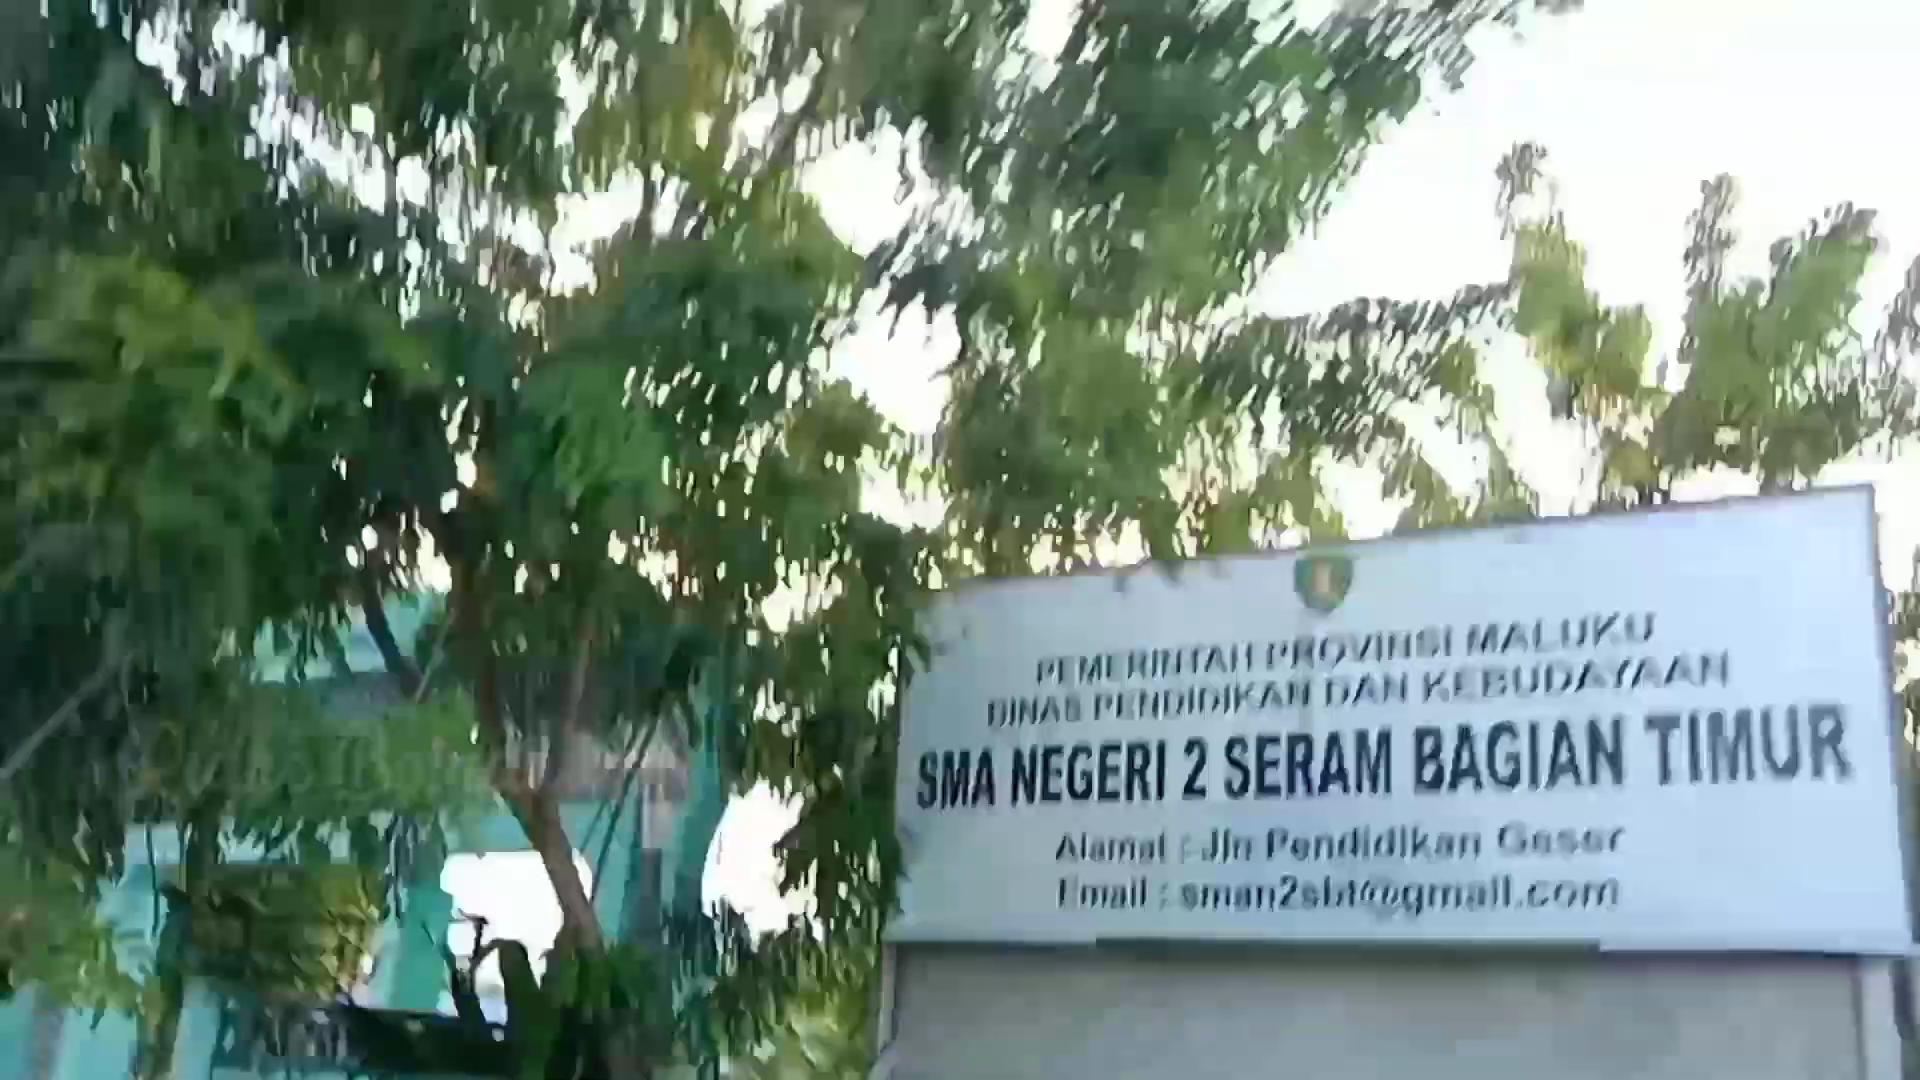 PEMERINTAH PROVINSI MALUKU
DINAS PENDIDIKAN DAN KEBUDAYAAN
SMA NEGERI 2 SERAM BAGIAN TIMUR
Alamat : Jln Pendidikan Geser
Email : sman2sbt@gmail.com